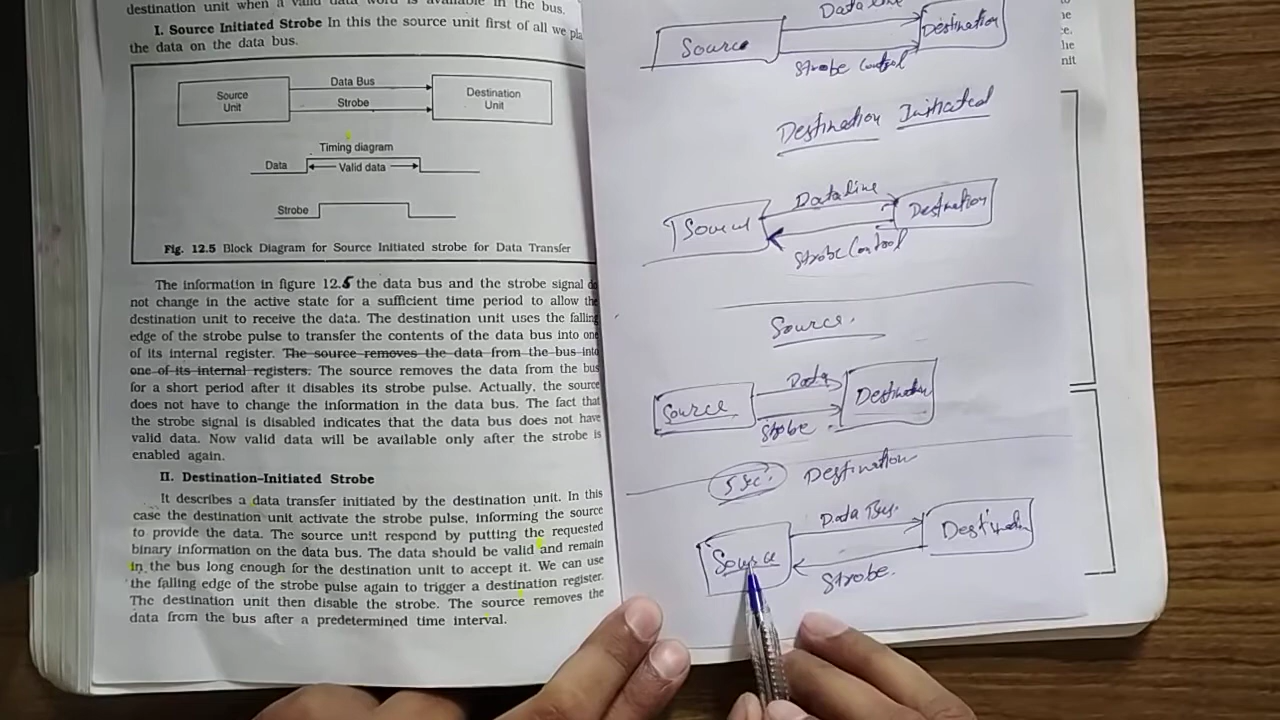 destination unit when a valid data word is available in the bus.
I. Source Initiated Strobe In this the source unit first of all we pla
the data on the data bus.
Source
Unit
Data Bus
Strobe
Destination
Unit
Timing diagram
Data
Valid data
Strobe
Fig. 12.5 Block Diagram for Source Initiated strobe for Data Transfer
The information in figure 12.5 the data bus and the strobe signal do
not change in the active state for a sufficient time period to allow the
destination unit to receive the data. The destination unit uses the falling
edge of the strobe pulse to transfer the contents of the data bus into one
of its internal register. The source removes the data from the bus into
one of its internal registers. The source removes the data from the bus
for a short period after it disables its strobe pulse. Actually, the source
does not have to change the information in the data bus. The fact that
the strobe signal is disabled indicates that the data bus does not have
valid data. Now valid data will be available only after the strobe is
enabled again.
II. Destination-Initiated Strobe
It describes a data transfer initiated by the destination unit. In this
case the destination unit activate the strobe pulse, informing the source
to provide the data. The source unit respond by putting the requested
binary information on the data bus. The data should be valid and remain
in the bus long enough for the destination unit to accept it. We can use
the falling edge of the strobe pulse again to trigger a destination register.
The destination unit then disable the strobe. The source removes the
data from the bus after a predetermined time interval.
Data line
Source
Destination
Strobe Control
Destination Initiated
Data line
Source
Destination
Strobe Control
Source.
Data
Source
Destination
Strobe
5 sec. Destination
Data Bus.
Source
Destination
Strobe.
he
nit